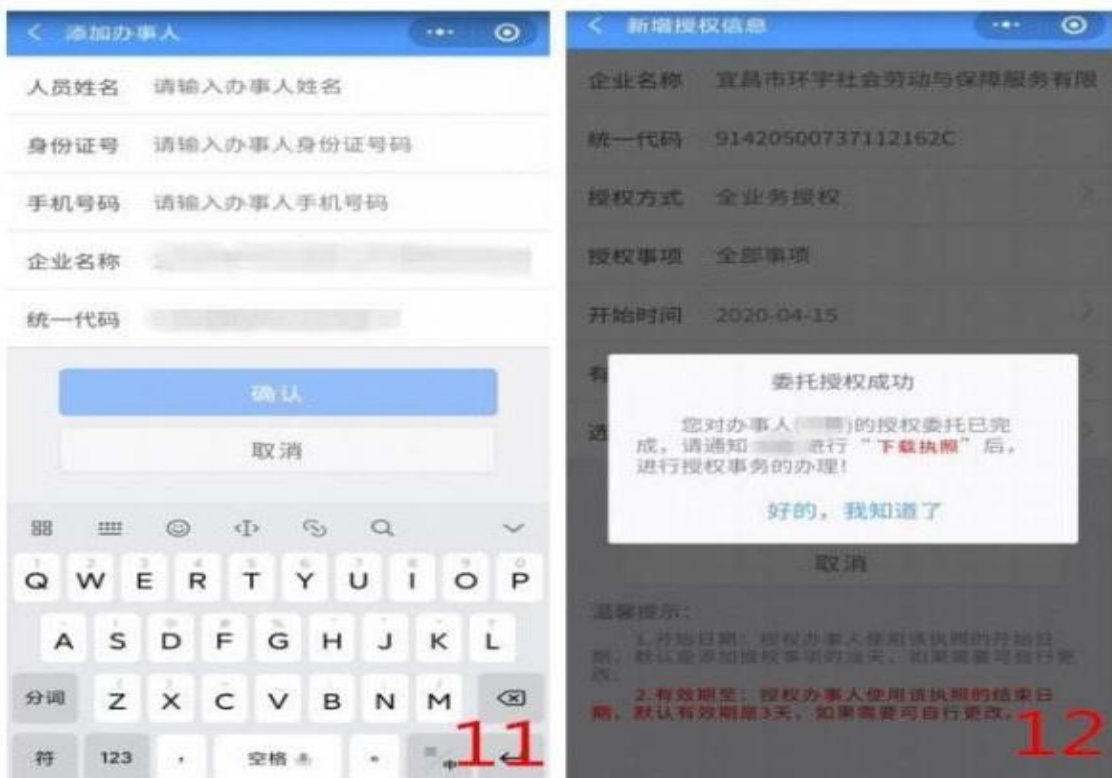 添加办事人
人员姓名 请输入办事人姓名
身份证号 请输入办事人身份证号码
手机号码 请输入办事人手机号码
企业名称
统一代码
确认
取消
Q W E R T Y U I O P
A S D F G H J K L
分词 Z X C V B N M
符 123 , 空格 。 中
11
新增授权信息
企业名称 宜昌市环宇社会劳动与保障服务有限
统一代码 91420500737112162C
授权方式 全业务授权
授权事项 全部事项
开始时间 2020-04-15
有
选
委托授权成功
您对办事人( )的授权委托已完
成，请通知 进行“下载执照”后，
进行授权事务的办理！
好的，我知道了
取消
温馨提示：
1.开始日期：授权办事人使用该执照的开始日
期，默认是添加授权事项的当天，如果需要可自行更
改；
2.有效期至：授权办事人使用该执照的结束日
期，默认有效期是3天，如果需要可自行更改。
12